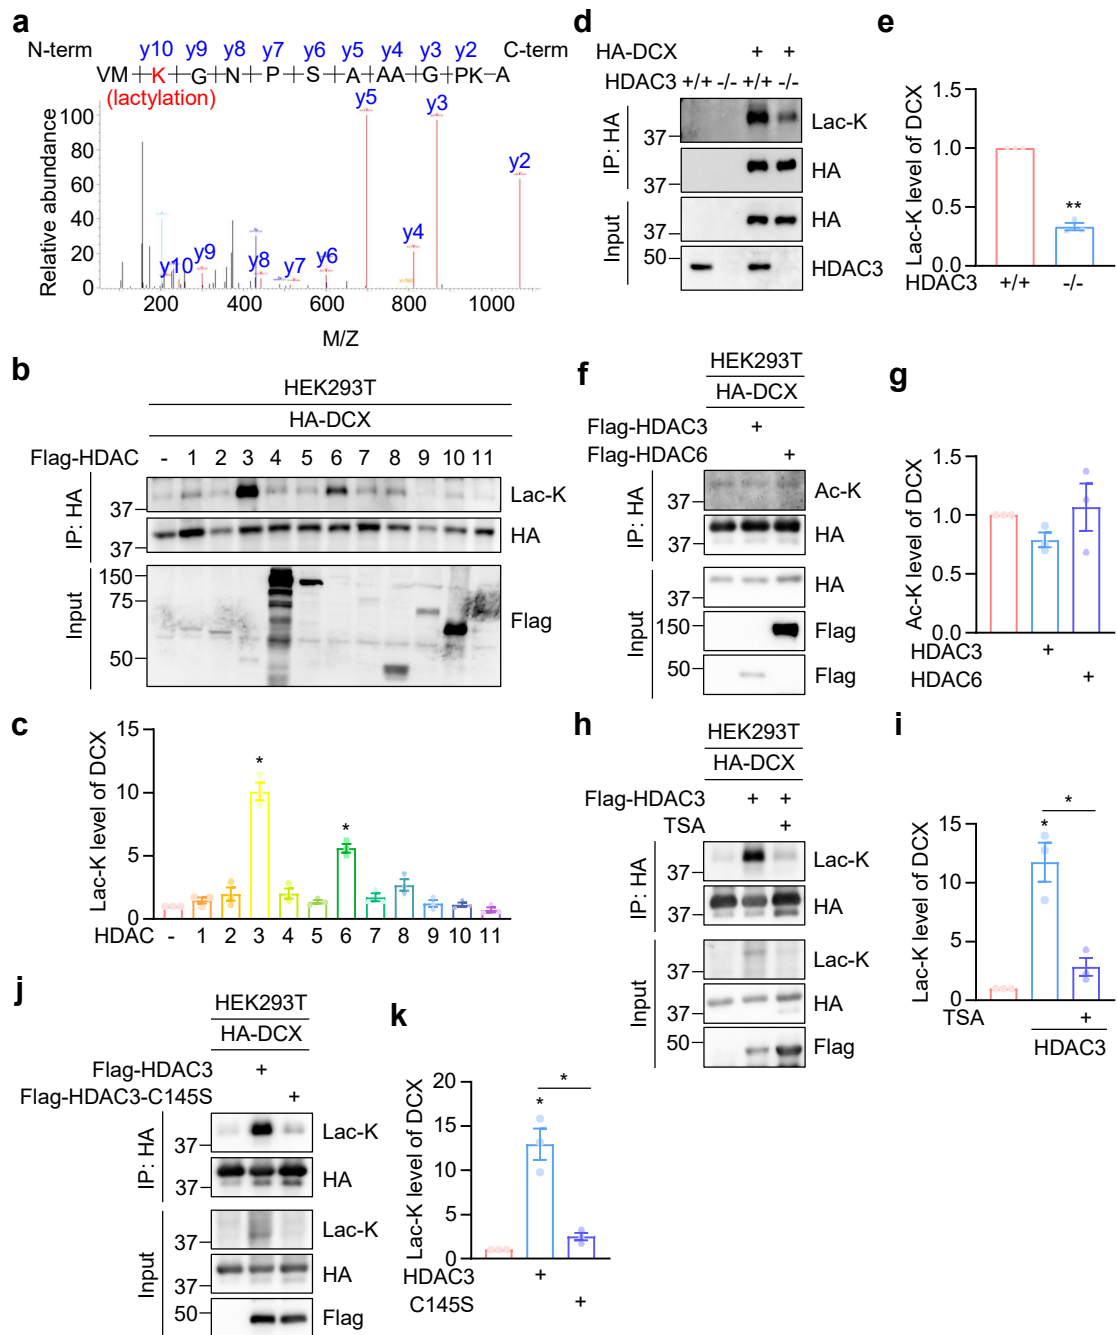 a
N-term y10 y9 y8 y7 y6 y5 y4 y3 y2 C-term
VM K G N P S A AA G PK A
(lactylation)
y5
y3
y2
y4
y10 y9 y8 y7 y6
Relative abundance
100
80
60
40
20
0
200 400 600 800 1000
M/Z
d
HA-DCX + +
HDAC3 +/+ -/- +/+ -/-
IP: HA
37 Lac-K
37 HA
Input
37 HA
50 HDAC3
e
Lac-K level of DCX
1.5
1.0
0.5
0.0
**
HDAC3 +/+ -/-
b
HEK293T
HA-DCX
Flag-HDAC - 1 2 3 4 5 6 7 8 9 10 11
IP: HA
37 Lac-K
37 HA
Input
150
75
50
Flag
f
HEK293T
HA-DCX
Flag-HDAC3 +
Flag-HDAC6 +
IP: HA
37 Ac-K
37 HA
Input
37 HA
150 Flag
50 Flag
g
Ac-K level of DCX
1.5
1.0
1.0
0.0
HDAC3 +
HDAC6 +
c
Lac-K level of DCX
15
10
5
0
* *
HDAC - 1 2 3 4 5 6 7 8 9 10 11
h
HEK293T
HA-DCX
Flag-HDAC3 + +
TSA +
IP: HA
37 Lac-K
37 HA
Input
37 Lac-K
37 HA
50 Flag
i
Lac-K level of DCX
15
10
5
0
*
*
TSA +
HDAC3
j
HEK293T
HA-DCX
Flag-HDAC3 +
Flag-HDAC3-C145S +
IP: HA
37 Lac-K
37 HA
Input
37 Lac-K
37 HA
50 Flag
k
Lac-K level of DCX
20
15
10
5
0
*
*
HDAC3 +
C145S +